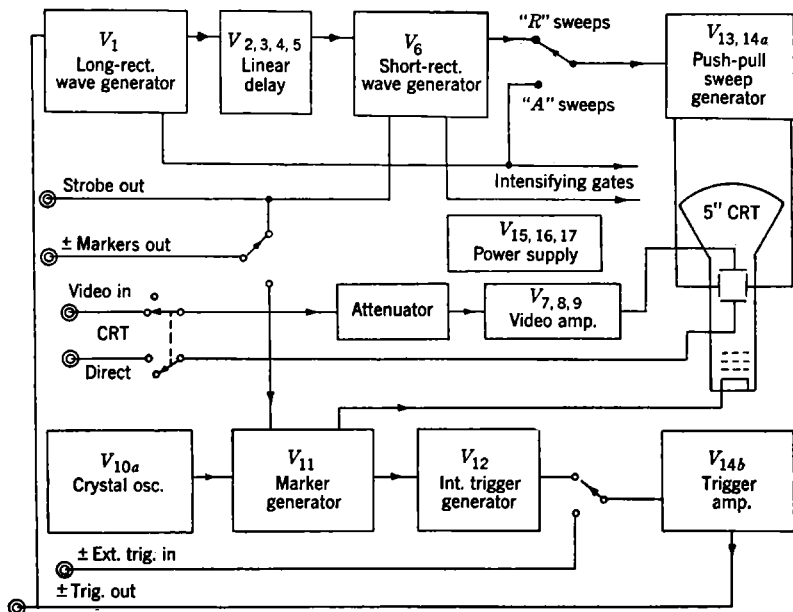 V1
Long-rect.
wave generator
V2, 3, 4, 5
Linear
delay
V6
Short-rect.
wave generator
"R" sweeps
"A" sweeps
V13, 14a
Push-pull
sweep
generator
Intensifying gates
Strobe out
± Markers out
V15, 16, 17
Power supply
5" CRT
Video in
CRT
Direct
Attenuator
V7, 8, 9
Video amp.
V10a
Crystal osc.
V11
Marker
generator
V12
Int. trigger
generator
V14b
Trigger
amp.
± Ext. trig. in
± Trig. out